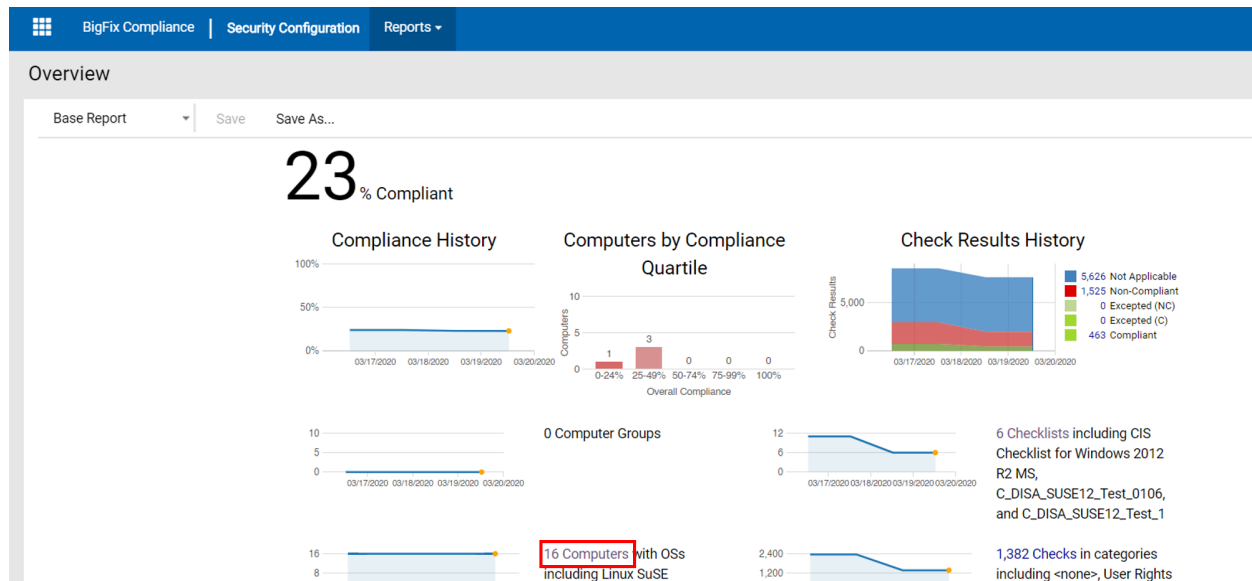 BigFix Compliance | Security Configuration Reports
Overview
Base Report Save Save As...
23 % Compliant
Compliance History
100%
50%
0%
03/17/2020 03/18/2020 03/19/2020 03/20/2020
Computers by Compliance
Quartile
Computers
10
5
0
1 3 0 0 0
0-24% 25-49% 50-74% 75-99% 100%
Overall Compliance
Check Results History
Check Results
5,000
0
03/17/2020 03/18/2020 03/19/2020 03/20/2020
5,626 Not Applicable
1,525 Non-Compliant
0 Excepted (NC)
0 Excepted (C)
463 Compliant
10
5
0
03/17/2020 03/18/2020 03/19/2020 03/20/2020
0 Computer Groups
12
6
0
03/17/2020 03/18/2020 03/19/2020 03/20/2020
6 Checklists including CIS
Checklist for Windows 2012
R2 MS,
C_DISA_SUSE12_Test_0106,
and C_DISA_SUSE12_Test_1
16
8
16 Computers with OSs
including Linux SuSE
2,400
1,200
1,382 Checks in categories
including <none>, User Rights